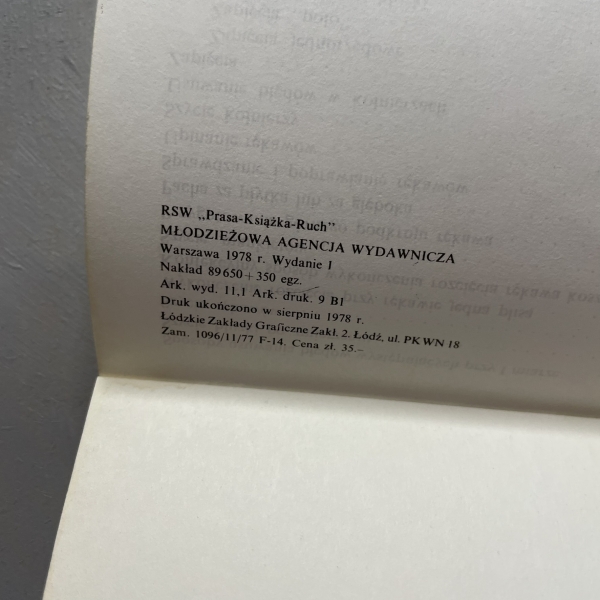 RSW „Prasa-Książka-Ruch"
MŁODZIEŻOWA AGENCJA WYDAWNICZA
Warszawa 1978 r. Wydanie I
Nakład 89650+350 egz.
Ark. wyd. 11,1 Ark. druk. 9 B1
Druk ukończono w sierpniu 1978 r.
Łódzkie Zakłady Graficzne Zakł. 2. Łódź, ul. PKWN 18
Zam. 1096/11/77 F-14. Cena zł. 35.–